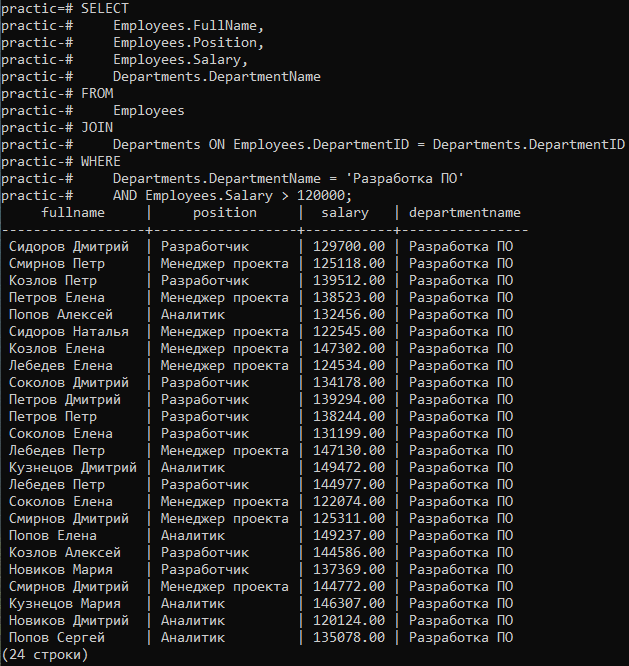 practic=# SELECT
practic-#     Employees.FullName,
practic-#     Employees.Position,
practic-#     Employees.Salary,
practic-#     Departments.DepartmentName
practic-# FROM
practic-#     Employees
practic-# JOIN
practic-#     Departments ON Employees.DepartmentID = Departments.DepartmentID
practic-# WHERE
practic-#     Departments.DepartmentName = 'Разработка ПО'
practic-#     AND Employees.Salary > 120000;
    fullname     |     position     |  salary   | departmentname
-----------------+------------------+-----------+----------------
 Сидоров Дмитрий | Разработчик      | 129700.00 | Разработка ПО
 Смирнов Петр    | Менеджер проекта | 125118.00 | Разработка ПО
 Козлов Петр     | Разработчик      | 139512.00 | Разработка ПО
 Петров Елена    | Менеджер проекта | 138523.00 | Разработка ПО
 Попов Алексей   | Аналитик         | 132456.00 | Разработка ПО
 Сидоров Наталья | Менеджер проекта | 122545.00 | Разработка ПО
 Козлов Елена    | Менеджер проекта | 147302.00 | Разработка ПО
 Лебедев Елена   | Менеджер проекта | 124534.00 | Разработка ПО
 Соколов Дмитрий | Разработчик      | 134178.00 | Разработка ПО
 Петров Дмитрий  | Разработчик      | 139294.00 | Разработка ПО
 Петров Петр     | Разработчик      | 138244.00 | Разработка ПО
 Соколов Елена   | Разработчик      | 131199.00 | Разработка ПО
 Лебедев Петр    | Менеджер проекта | 147130.00 | Разработка ПО
 Кузнецов Дмитрий | Аналитик         | 149472.00 | Разработка ПО
 Лебедев Петр    | Разработчик      | 144977.00 | Разработка ПО
 Соколов Елена   | Менеджер проекта | 122074.00 | Разработка ПО
 Смирнов Дмитрий | Менеджер проекта | 125311.00 | Разработка ПО
 Попов Елена     | Аналитик         | 149237.00 | Разработка ПО
 Козлов Алексей  | Разработчик      | 144586.00 | Разработка ПО
 Новиков Мария   | Разработчик      | 137369.00 | Разработка ПО
 Смирнов Дмитрий | Менеджер проекта | 144772.00 | Разработка ПО
 Кузнецов Мария  | Аналитик         | 146307.00 | Разработка ПО
 Новиков Дмитрий | Аналитик         | 120124.00 | Разработка ПО
 Попов Сергей    | Аналитик         | 135078.00 | Разработка ПО
(24 строки)